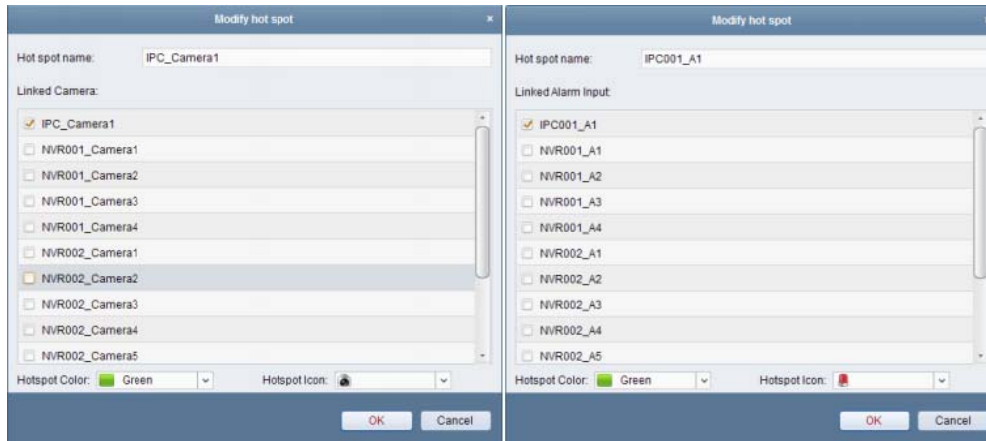 Modify hot spot
Hot spot name: IPC_Camera1
Linked Camera:
IPC_Camera1
NVR001_Camera1
NVR001_Camera2
NVR001_Camera3
NVR001_Camera4
NVR002_Camera1
NVR002_Camera2
NVR002_Camera3
NVR002_Camera4
NVR002_Camera5
Hotspot Color: Green Hotspot Icon:
OK Cancel
Modify hot spot
Hot spot name: IPC001_A1
Linked Alarm Input:
IPC001_A1
NVR001_A1
NVR001_A2
NVR001_A3
NVR001_A4
NVR002_A1
NVR002_A2
NVR002_A3
NVR002_A4
NVR002_A5
Hotspot Color: Green Hotspot Icon:
OK Cancel